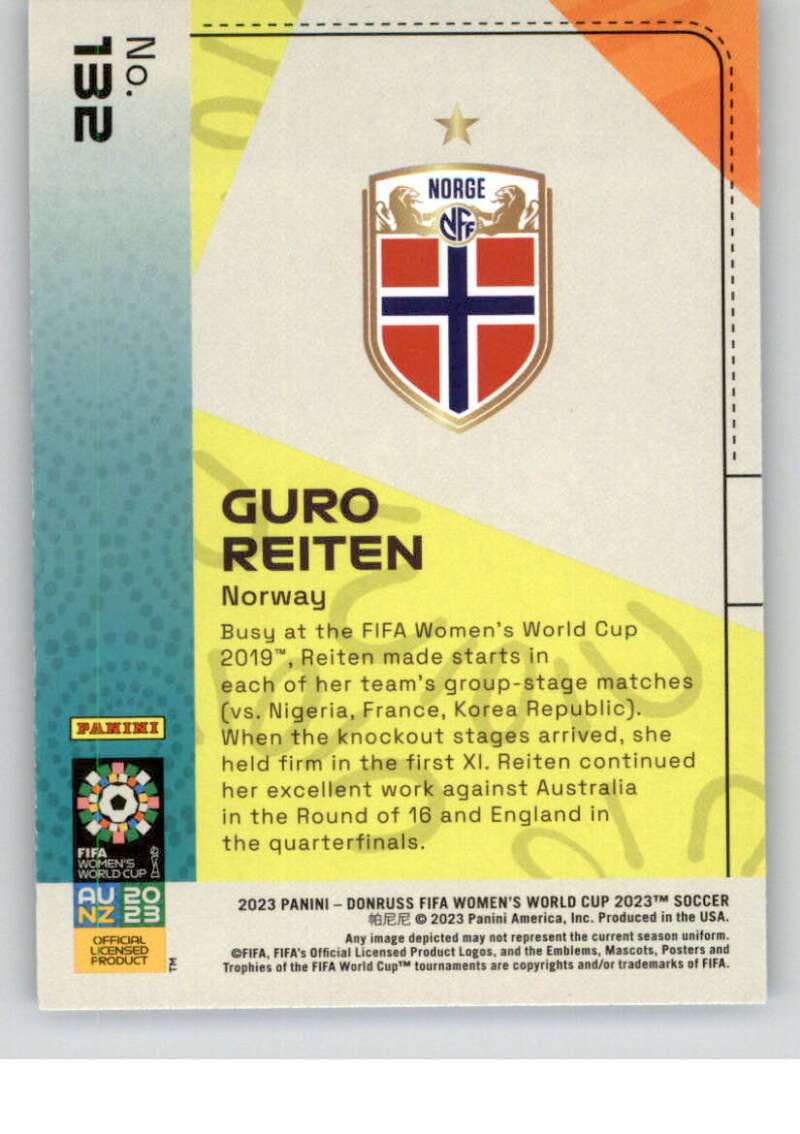 No.
132
NORGE
NFF
GURO
REITEN
Norway
Busy at the FIFA Women's World Cup
2019™, Reiten made starts in
each of her team's group-stage matches
(vs. Nigeria, France, Korea Republic).
When the knockout stages arrived, she
held firm in the first XI. Reiten continued
her excellent work against Australia
in the Round of 16 and England in
the quarterfinals.
PANINI
FIFA
WOMEN'S
WORLD CUP
AU 20
NZ 23
OFFICIAL
LICENSED
PRODUCT
TM
2023 PANINI – DONRUSS FIFA WOMEN'S WORLD CUP 2023™ SOCCER
帕尼尼 © 2023 Panini America, Inc. Produced in the USA.
Any image depicted may not represent the current season uniform.
©FIFA, FIFA's Official Licensed Product Logos, and the Emblems, Mascots, Posters and
Trophies of the FIFA World Cup™ tournaments are copyrights and/or trademarks of FIFA.